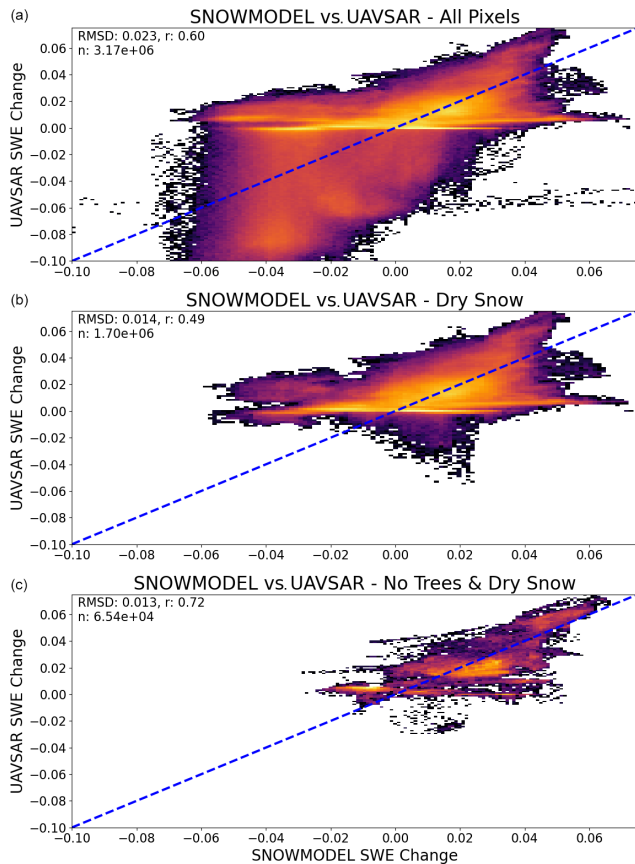 (a)
SNOWMODEL vs. UAVSAR - All Pixels
RMSD: 0.023, r: 0.60
n: 3.17e+06
UAVSAR SWE Change
0.06
0.04
0.02
0.00
−0.02
−0.04
−0.06
−0.08
−0.10
−0.10 −0.08 −0.06 −0.04 −0.02 0.00 0.02 0.04 0.06
(b)
SNOWMODEL vs. UAVSAR - Dry Snow
RMSD: 0.014, r: 0.49
n: 1.70e+06
UAVSAR SWE Change
0.06
0.04
0.02
0.00
−0.02
−0.04
−0.06
−0.08
−0.10
−0.10 −0.08 −0.06 −0.04 −0.02 0.00 0.02 0.04 0.06
(c)
SNOWMODEL vs. UAVSAR - No Trees & Dry Snow
RMSD: 0.013, r: 0.72
n: 6.54e+04
UAVSAR SWE Change
0.06
0.04
0.02
0.00
−0.02
−0.04
−0.06
−0.08
−0.10
−0.10 −0.08 −0.06 −0.04 −0.02 0.00 0.02 0.04 0.06
SNOWMODEL SWE Change